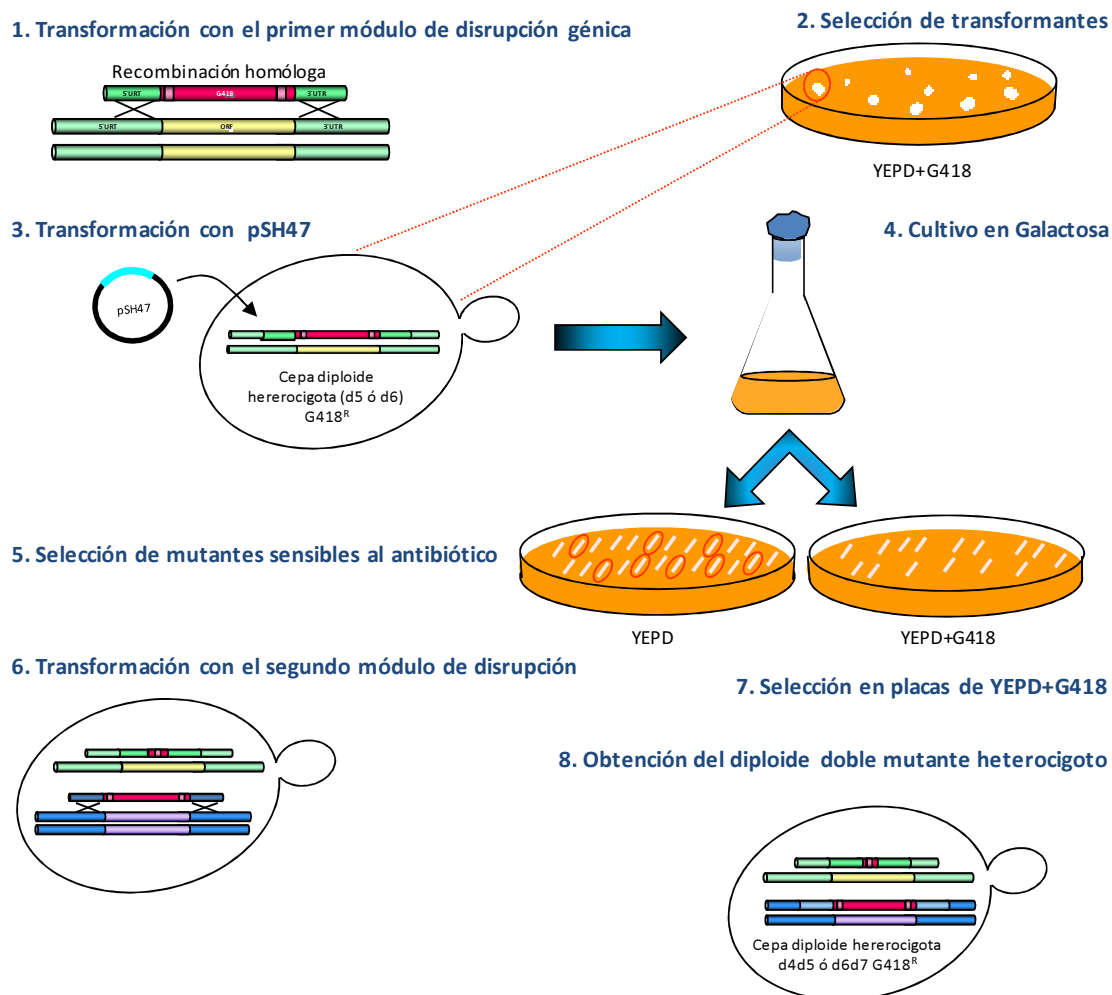 1. Transformación con el primer módulo de disrupción génica
2. Selección de transformantes
Recombinación homóloga
5'URT G418 3'UTR
5'URT ORF 3'UTR
YEPD+G418
3. Transformación con pSH47
4. Cultivo en Galactosa
pSH47
Cepa diploide
hererocigota (d5 ó d6)
G418R
5. Selección de mutantes sensibles al antibiótico
YEPD
YEPD+G418
6. Transformación con el segundo módulo de disrupción
7. Selección en placas de YEPD+G418
8. Obtención del diploide doble mutante heterocigoto
Cepa diploide hererocigota
d4d5 ó d6d7 G418R